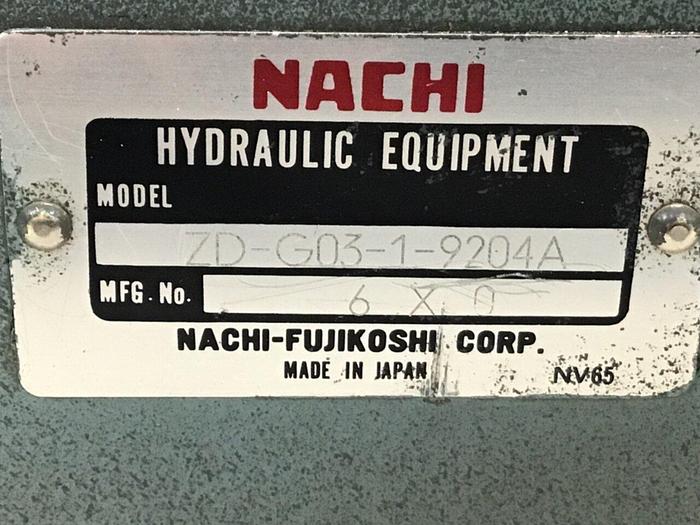 NACHI
HYDRAULIC EQUIPMENT
MODEL
ZD-G03-1-9204A
MFG. No. 6 X 0
NACHI-FUJIKOSHI CORP.
MADE IN JAPAN NV65